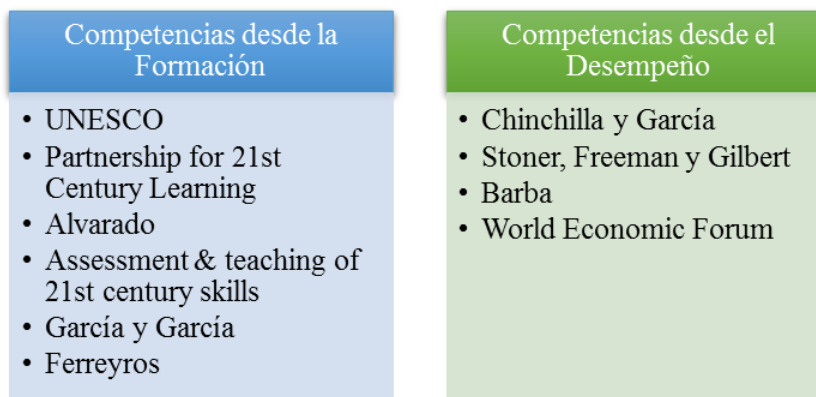 Competencias desde la
Formación
• UNESCO
• Partnership for 21st
Century Learning
• Alvarado
• Assessment & teaching of
21st century skills
• García y García
• Ferreyros
Competencias desde el
Desempeño
• Chinchilla y García
• Stoner, Freeman y Gilbert
• Barba
• World Economic Forum